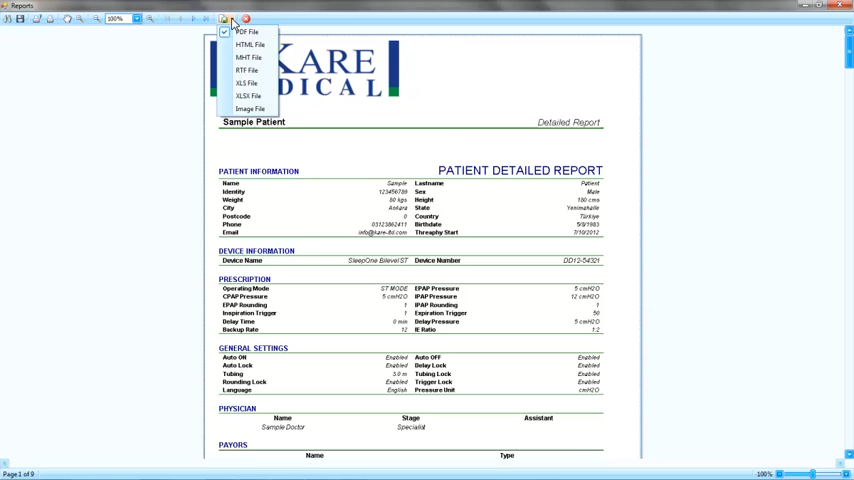 Reports
100%
PDF File
HTML File
MHT File
RTF File
XLS File
XLSX File
Image File
Kare
DICAL
Sample Patient Detailed Report
PATIENT INFORMATION PATIENT DETAILED REPORT
Name Sample Lastname Patient
Identity 123456789 Sex Male
Weight 80 kgs Height 180 cms
City Ankara State Yenimahalle
Postcode 0 Country Türkiye
Phone 03123862411 Birthdate 5/8/1983
Email info@kare-ltd.com Threaphy Start 7/10/2012
DEVICE INFORMATION
Device Name SleepOne Bilevel ST Device Number DD12-54321
PRESCRIPTION
Operating Mode ST MODE EPAP Pressure 5 cmH2O
CPAP Pressure 5 cmH2O IPAP Pressure 12 cmH2O
EPAP Rounding 1 IPAP Rounding 1
Inspiration Trigger 1 Expiration Trigger 50
Delay Time 0 min Delay Pressure 5 cmH2O
Backup Rate 12 IE Ratio 1:2
GENERAL SETTINGS
Auto ON Enabled Auto OFF Enabled
Auto Lock Enabled Delay Lock Enabled
Tubing 3.0 m Tubing Lock Enabled
Rounding Lock Enabled Trigger Lock Enabled
Language English Pressure Unit cmH2O
PHYSICIAN
Name Stage Assistant
Sample Doctor Specialist
PAYORS
Name Type
Page 1 of 9 100%